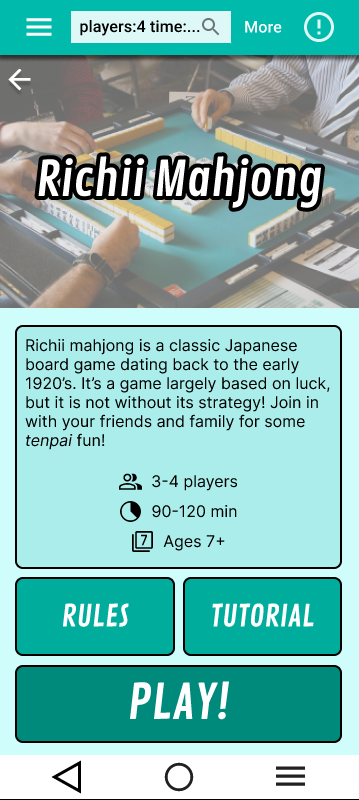 players:4 time:...
More
Richii Mahjong
Richii mahjong is a classic Japanese
board game dating back to the early
1920's. It's a game largely based on luck,
but it is not without its strategy! Join in
with your friends and family for some
tenpai fun!
3-4 players
90-120 min
7 Ages 7+
RULES
TUTORIAL
PLAY!